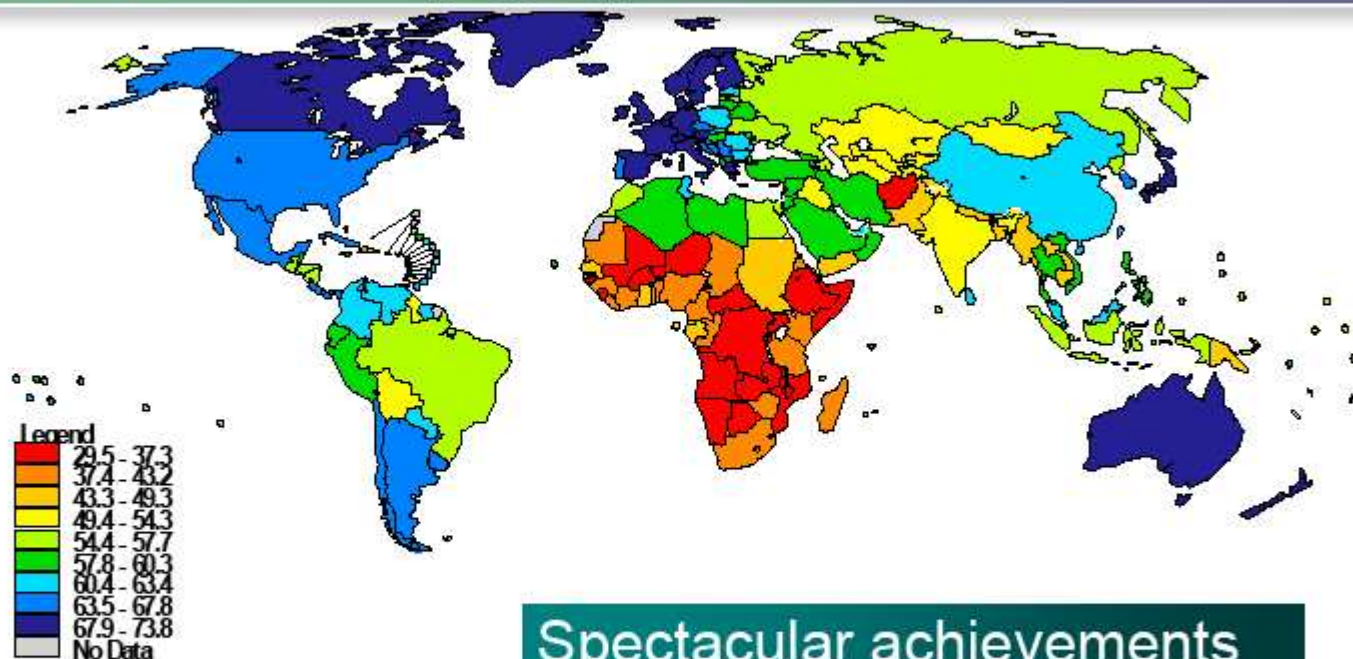 Legend
29.5 - 37.3
37.4 - 43.2
43.3 - 49.3
49.4 - 54.3
54.4 - 57.7
57.8 - 60.3
60.4 - 63.4
63.5 - 67.8
67.9 - 73.8
No Data
Spectacular achievements